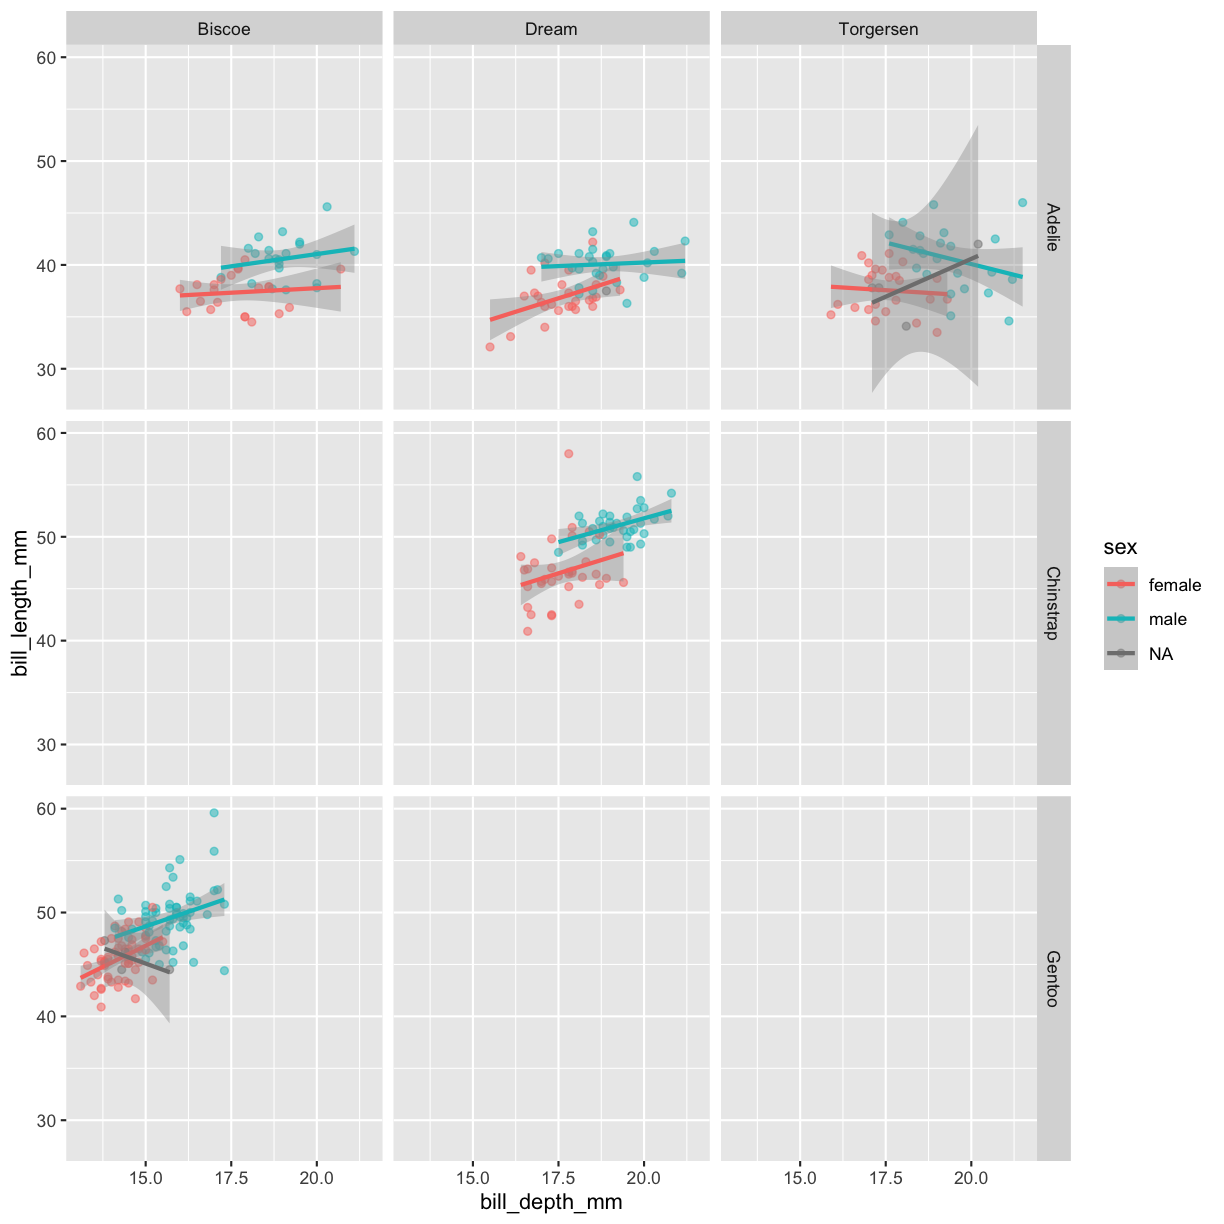 Biscoe Dream Torgersen
60
50
40
30
Adelie
60
50
40
30
Chinstrap
60
50
40
30
Gentoo
15.0 17.5 20.0 15.0 17.5 20.0 15.0 17.5 20.0
bill_depth_mm
bill_length_mm
sex
female
male
NA